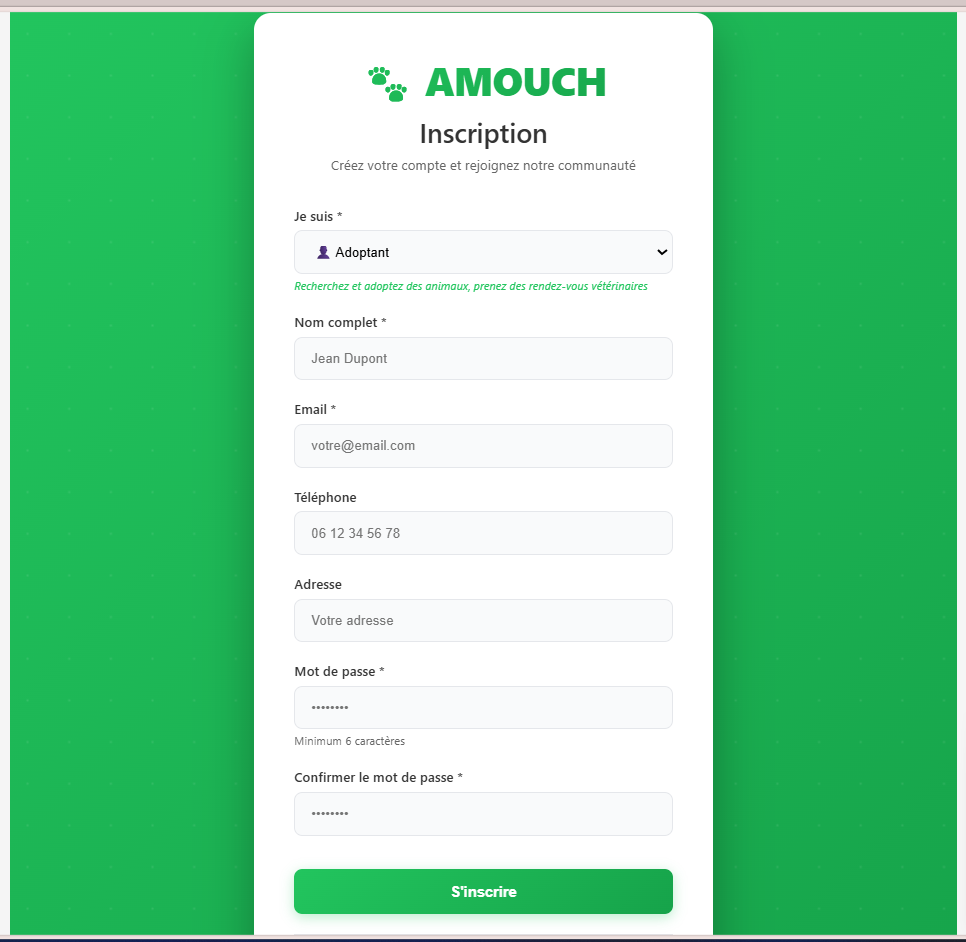 AMOUCH
Inscription
Créez votre compte et rejoignez notre communauté
Je suis *
Adoptant
Recherchez et adoptez des animaux, prenez des rendez-vous vétérinaires
Nom complet *
Jean Dupont
Email *
votre@email.com
Téléphone
06 12 34 56 78
Adresse
Votre adresse
Mot de passe *
••••••••
Minimum 6 caractères
Confirmer le mot de passe *
••••••••
S'inscrire